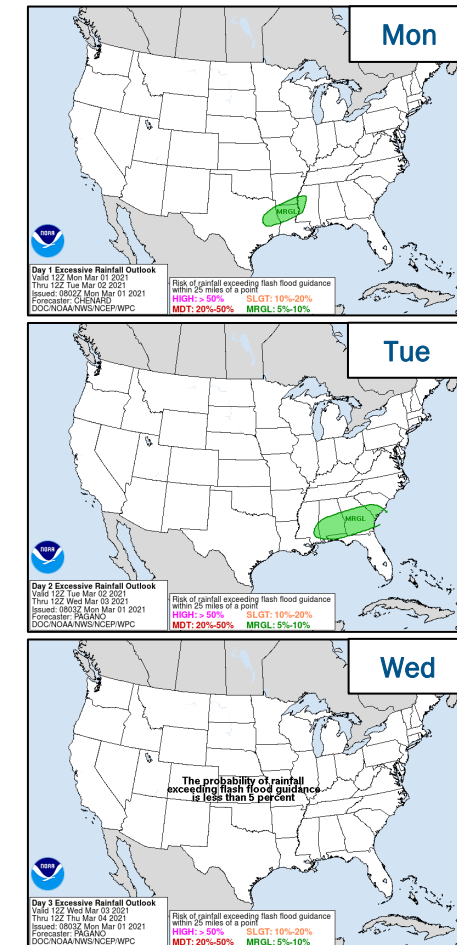 Mon
MRGL
NOAA
Day 1 Excessive Rainfall Outlook
Valid 12Z Mon Mar 01 2021
Thru 12Z Tue Mar 02 2021
Issued: 0802Z Mon Mar 01 2021
Forecaster: CHENARD
DOC/NOAA/NWS/NCEP/WPC
Risk of rainfall exceeding flash flood guidance
within 25 miles of a point
HIGH: > 50% SLGT: 10%-20%
MDT: 20%-50% MRGL: 5%-10%
Tue
MRGL
NOAA
Day 2 Excessive Rainfall Outlook
Valid 12Z Tue Mar 02 2021
Thru 12Z Wed Mar 03 2021
Issued: 0803Z Mon Mar 01 2021
Forecaster: PAGANO
DOC/NOAA/NWS/NCEP/WPC
Risk of rainfall exceeding flash flood guidance
within 25 miles of a point
HIGH: > 50% SLGT: 10%-20%
MDT: 20%-50% MRGL: 5%-10%
Wed
The probability of rainfall
exceeding flash flood guidance
is less than 5 percent
NOAA
Day 3 Excessive Rainfall Outlook
Valid 12Z Wed Mar 03 2021
Thru 12Z Thu Mar 04 2021
Issued: 0803Z Mon Mar 01 2021
Forecaster: PAGANO
DOC/NOAA/NWS/NCEP/WPC
Risk of rainfall exceeding flash flood guidance
within 25 miles of a point
HIGH: > 50% SLGT: 10%-20%
MDT: 20%-50% MRGL: 5%-10%